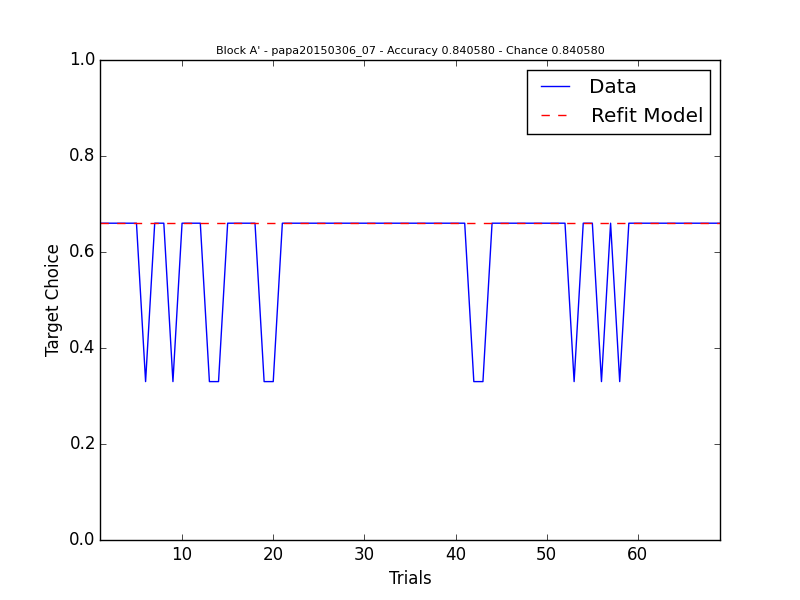 Block A' - papa20150306_07 - Accuracy 0.840580 - Chance 0.840580
1.0
Data
Refit Model
0.8
0.6
Target Choice
0.4
0.2
0.0
10 20 30 40 50 60
Trials